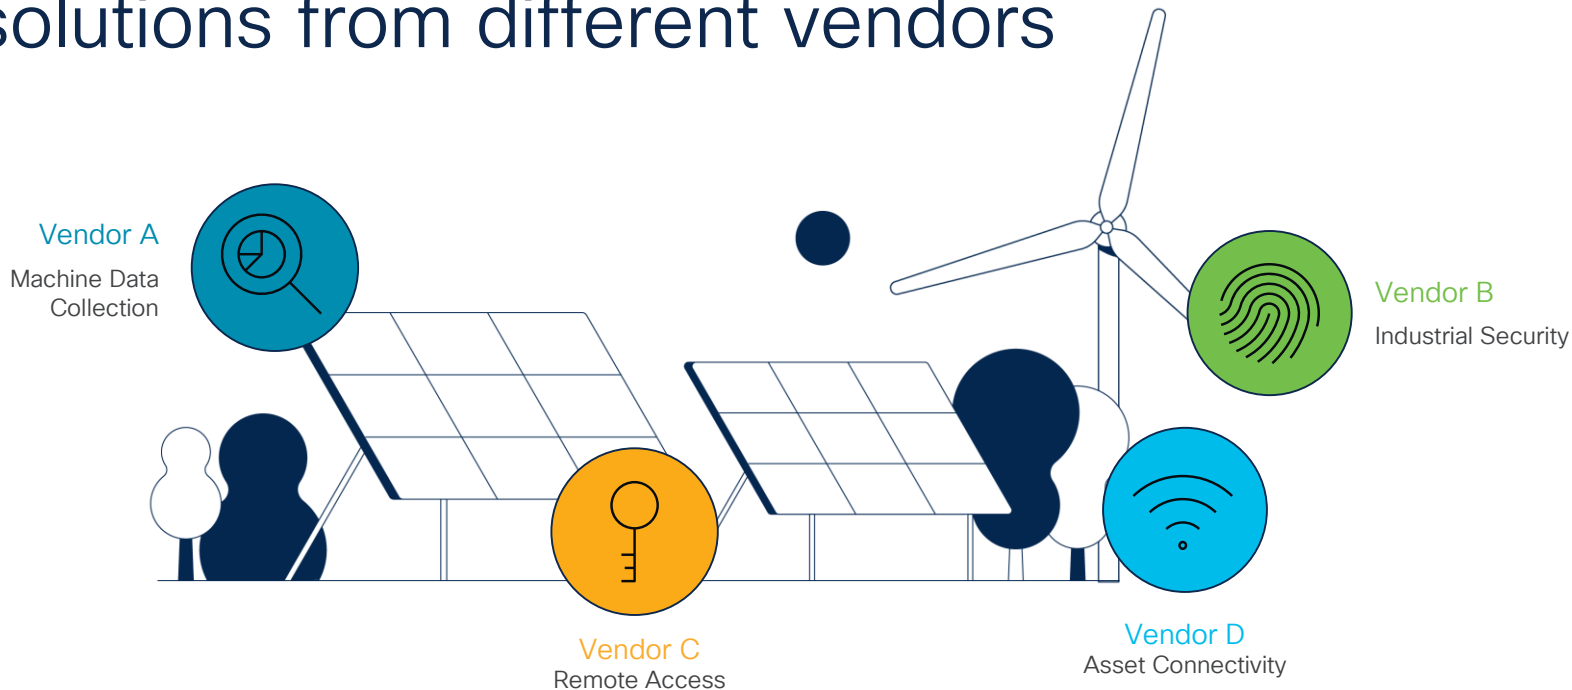 solutions from different vendors
Vendor A
Machine Data
Collection
Vendor B
Industrial Security
Vendor C
Remote Access
Vendor D
Asset Connectivity